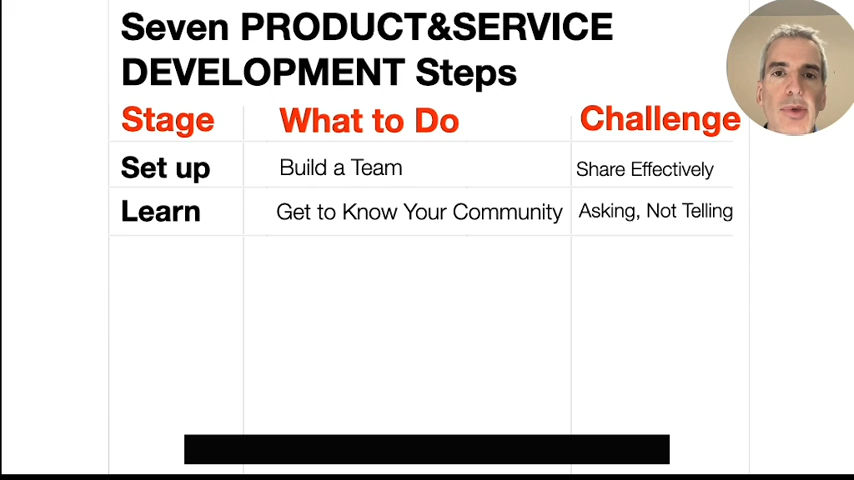 Seven PRODUCT&SERVICE
DEVELOPMENT Steps
Stage What to Do Challenge
Set up Build a Team Share Effectively
Learn Get to Know Your Community Asking, Not Telling